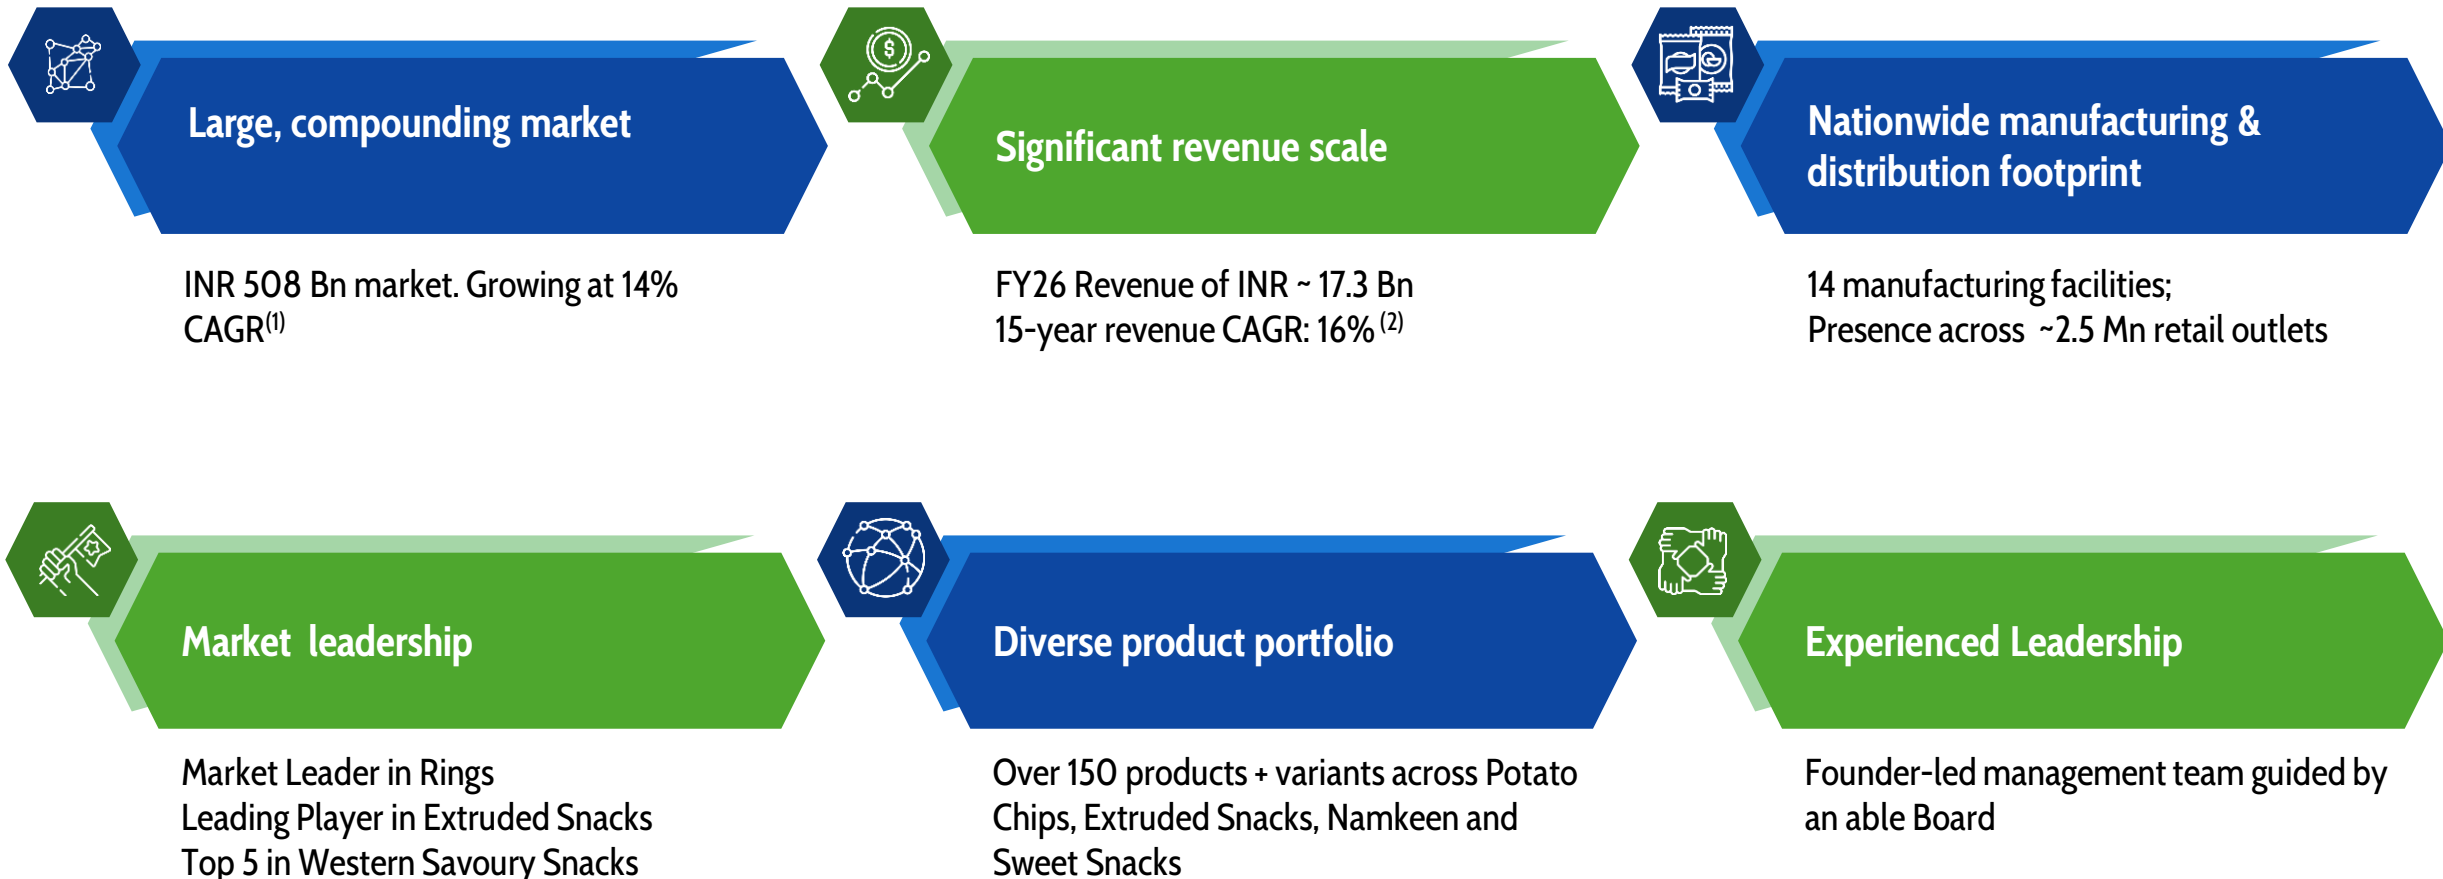 Large, compounding market
INR 508 Bn market. Growing at 14%
CAGR(1)
Significant revenue scale
FY26 Revenue of INR ~ 17.3 Bn
15-year revenue CAGR: 16% (2)
Nationwide manufacturing &
distribution footprint
14 manufacturing facilities;
Presence across ~2.5 Mn retail outlets
Market leadership
Market Leader in Rings
Leading Player in Extruded Snacks
Top 5 in Western Savoury Snacks
Diverse product portfolio
Over 150 products + variants across Potato
Chips, Extruded Snacks, Namkeen and
Sweet Snacks
Experienced Leadership
Founder-led management team guided by
an able Board